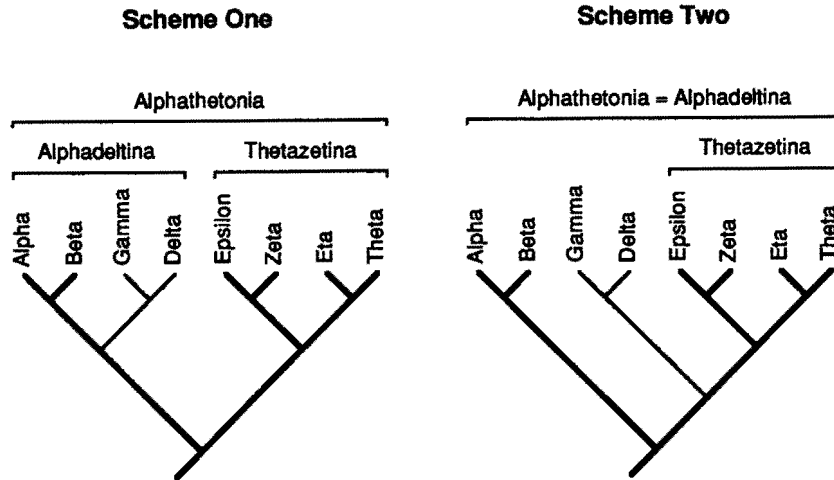 Scheme One
Alphathetonia
Alphadeltina Thetazetina
Alpha Beta Gamma Delta Epsilon Zeta Eta Theta
Scheme Two
Alphathetonia = Alphadeltina
Thetazetina
Alpha Beta Gamma Delta Epsilon Zeta Eta Theta